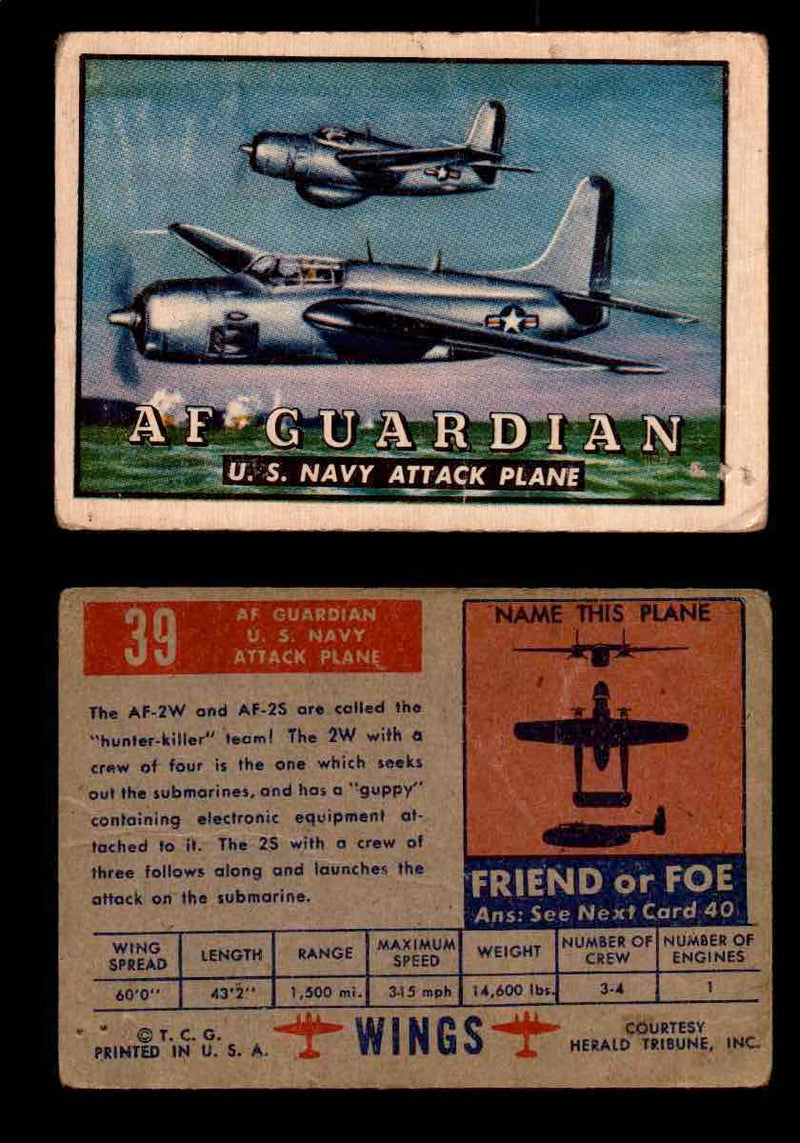 AF GUARDIAN
U. S. NAVY ATTACK PLANE
39
AF GUARDIAN
U. S. NAVY
ATTACK PLANE
The AF-2W and AF-2S are called the
"hunter-killer" team! The 2W with a
crew of four is the one which seeks
out the submarines, and has a "guppy"
containing electronic equipment at-
tached to it. The 2S with a crew of
three follows along and launches the
attack on the submarine.
NAME THIS PLANE
FRIEND or FOE
Ans: See Next Card 40
WING SPREAD LENGTH RANGE MAXIMUM SPEED WEIGHT NUMBER OF CREW NUMBER OF ENGINES
60'0" 43'2" 1,500 mi. 315 mph 14,600 lbs. 3-4 1
© T. C. G.
PRINTED IN U. S. A.
WINGS
COURTESY
HERALD TRIBUNE, INC.